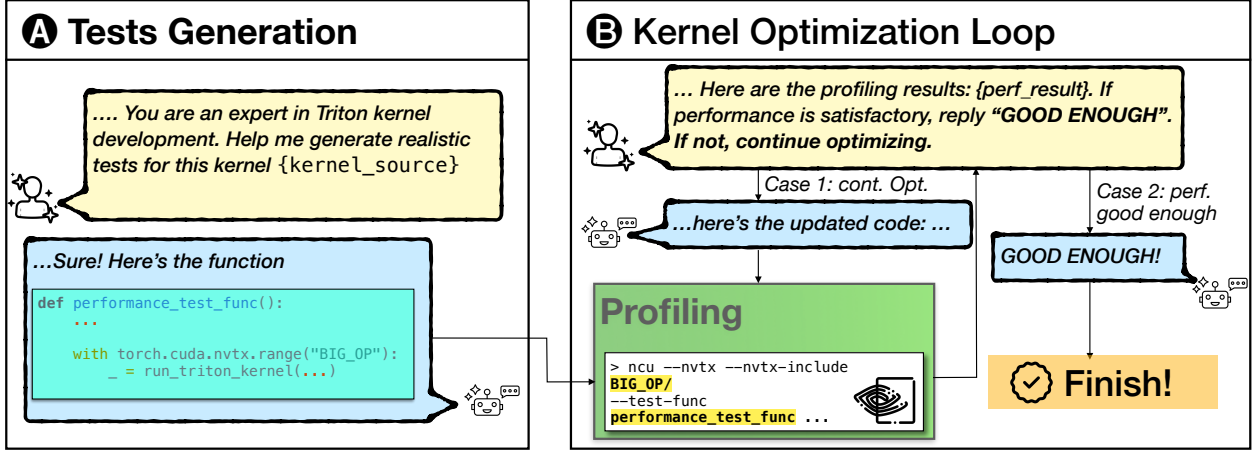 A Tests Generation
.... You are an expert in Triton kernel
development. Help me generate realistic
tests for this kernel {kernel_source}
...Sure! Here's the function
def performance_test_func():
...
with torch.cuda.nvtx.range("BIG_OP"):
_ = run_triton_kernel(...)
B Kernel Optimization Loop
... Here are the profiling results: {perf_result}. If
performance is satisfactory, reply “GOOD ENOUGH”.
If not, continue optimizing.
Case 1: cont. Opt.
Case 2: perf.
good enough
...here's the updated code: ...
GOOD ENOUGH!
Profiling
> ncu --nvtx --nvtx-include
BIG_OP/
--test-func
performance_test_func ...
Finish!